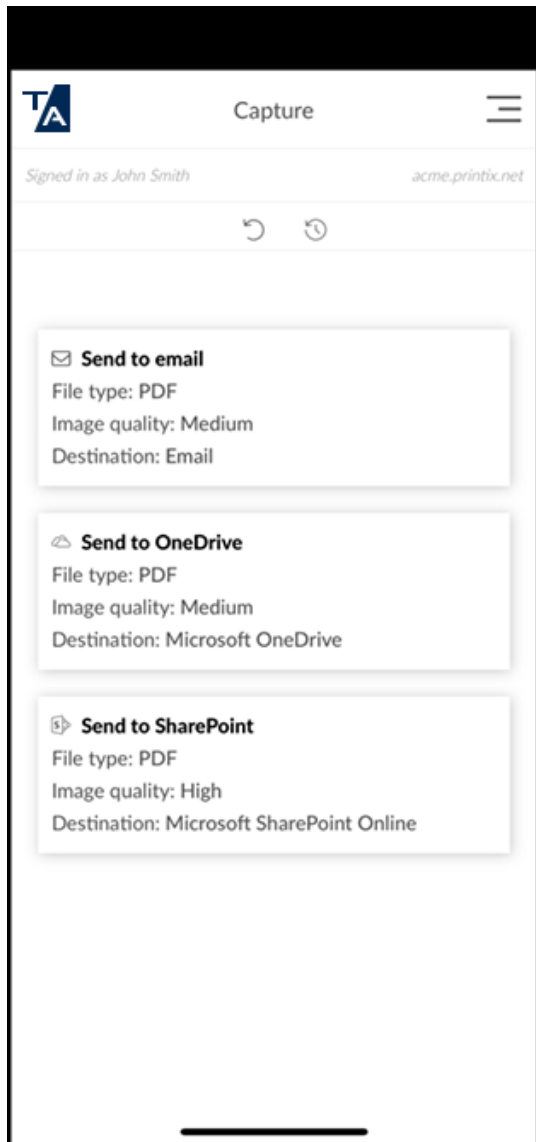 TA
Capture
Signed in as John Smith acme.printix.net
Send to email
File type: PDF
Image quality: Medium
Destination: Email
Send to OneDrive
File type: PDF
Image quality: Medium
Destination: Microsoft OneDrive
Send to SharePoint
File type: PDF
Image quality: High
Destination: Microsoft SharePoint Online